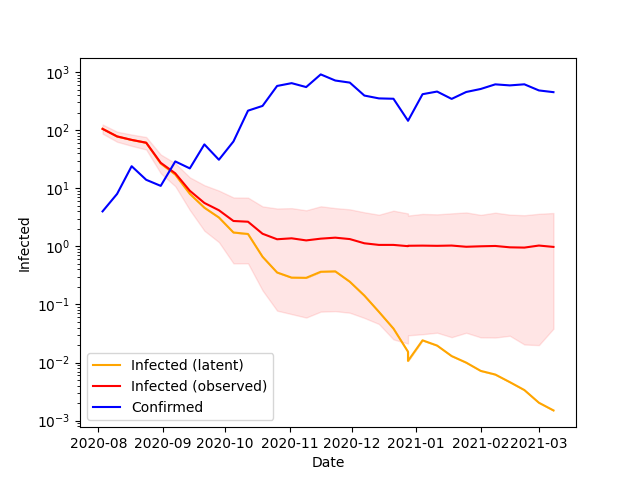 10³
10²
10¹
10⁰
10⁻¹
10⁻²
10⁻³
Infected
Infected (latent)
Infected (observed)
Confirmed
2020-08 2020-09 2020-10 2020-11 2020-12 2021-01 2021-02 2021-03
Date